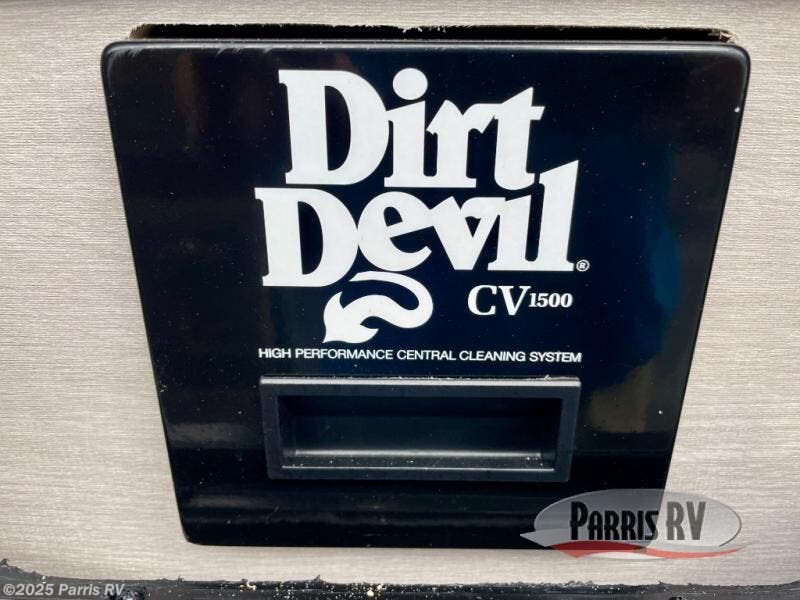 Dirt
Devil®
CV1500
HIGH PERFORMANCE CENTRAL CLEANING SYSTEM
PARRIS RV
©2025 Parris RV